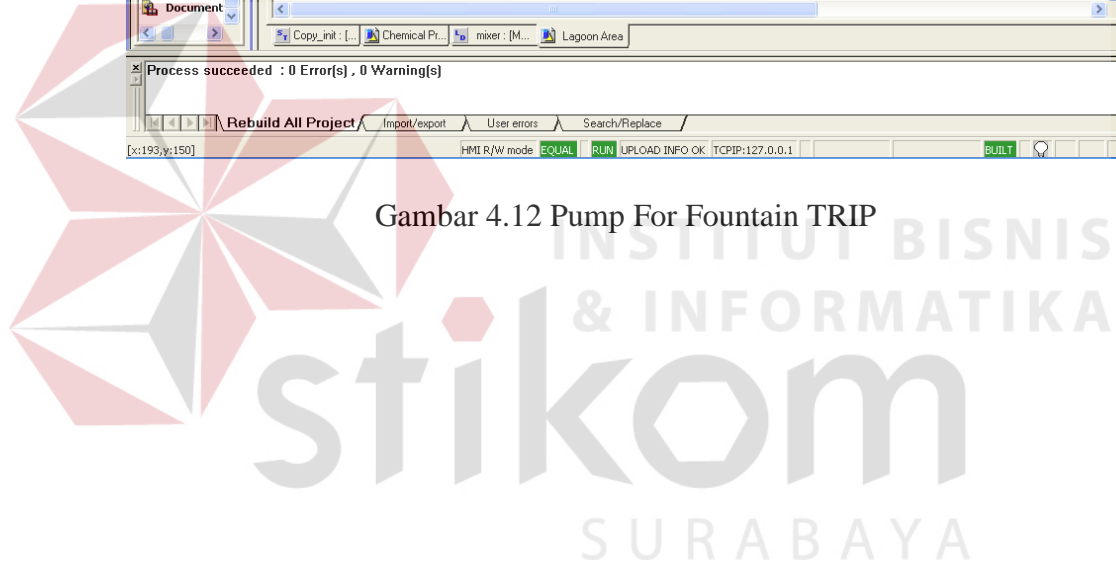 Document
Copy_init : [... Chemical Pr... mixer : [M... Lagoon Area
Process succeeded : 0 Error(s) , 0 Warning(s)
Rebuild All Project Import/export User errors Search/Replace
[x:193,y:150] HMI R/W mode EQUAL RUN UPLOAD INFO OK TCPIP:127.0.0.1 BUILT
Gambar 4.12 Pump For Fountain TRIP
INSTITUT BISNIS
& INFORMATIKA
stikom
SURABAYA